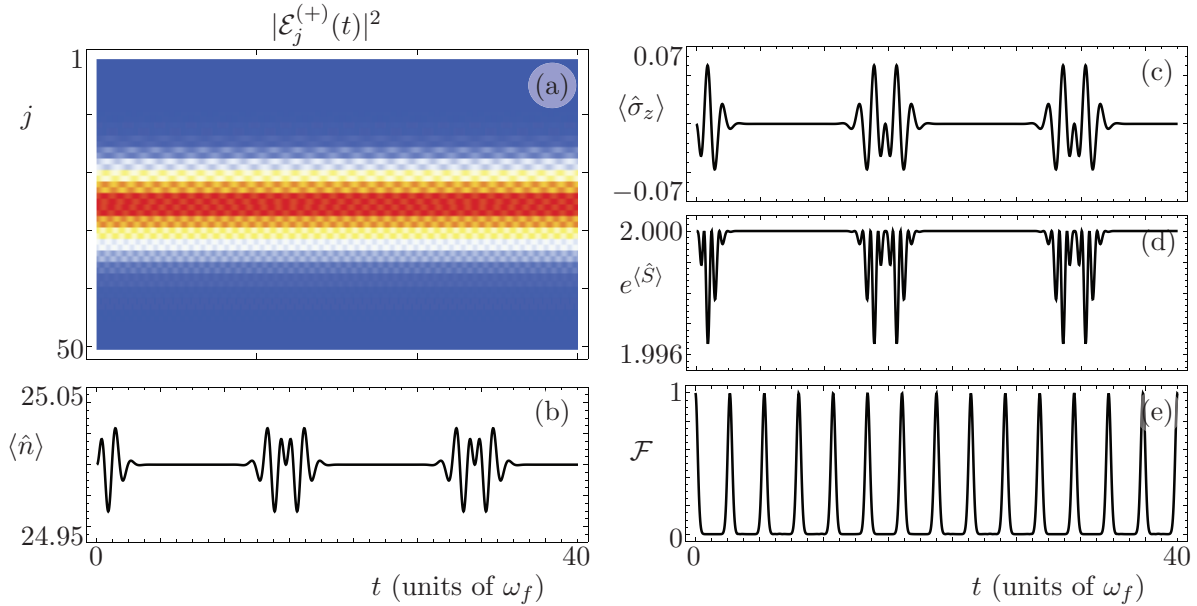 |ℰ_j^{(+)}(t)|²
1
j
50
(a)
25.05
⟨n̂⟩
24.95
(b)
0
40
t (units of ω_f)
0.07
⟨σ̂_z⟩
−0.07
(c)
2.000
e^{⟨Ŝ⟩}
1.996
(d)
1
ℱ
0
(e)
0
40
t (units of ω_f)